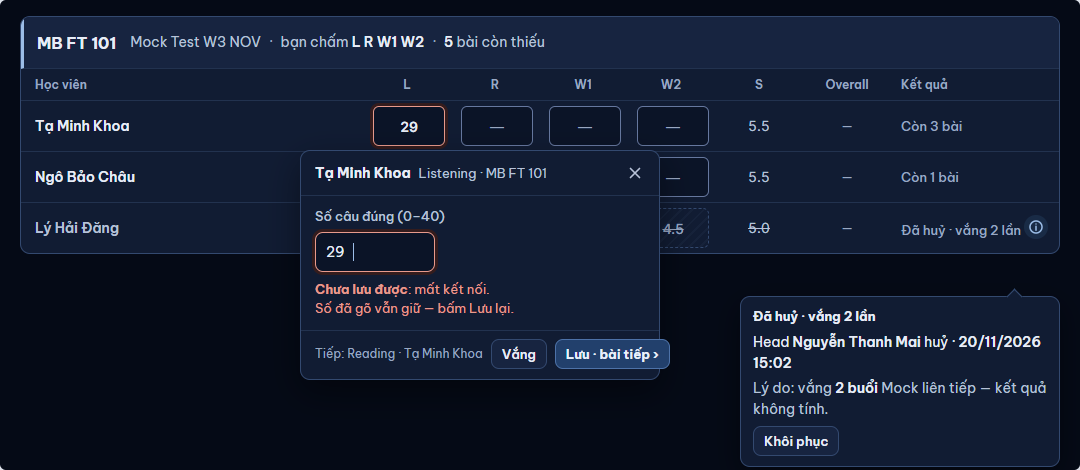 MB FT 101 Mock Test W3 NOV · bạn chấm L R W1 W2 · 5 bài còn thiếu
Học viên L R W1 W2 S Overall Kết quả
Tạ Minh Khoa 29 — — — 5.5 — Còn 3 bài
Ngô Bảo Châu — 5.5 — Còn 1 bài
Lý Hải Đăng 4.5 5.0 — Đã huỷ · vắng 2 lần
Tạ Minh Khoa Listening · MB FT 101
Số câu đúng (0–40)
29
Chưa lưu được: mất kết nối.
Số đã gõ vẫn giữ — bấm Lưu lại.
Tiếp: Reading · Tạ Minh Khoa Vắng Lưu · bài tiếp ›
Đã huỷ · vắng 2 lần
Head Nguyễn Thanh Mai huỷ · 20/11/2026
15:02
Lý do: vắng 2 buổi Mock liên tiếp — kết quả
không tính.
Khôi phục